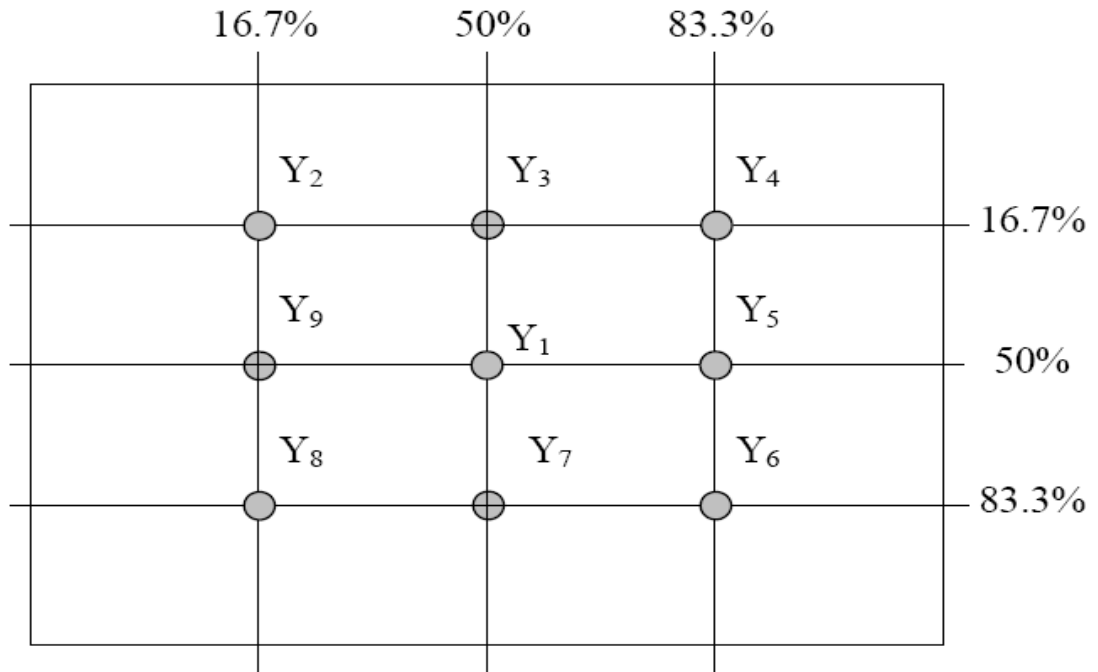 16.7% 50% 83.3%
Y₂ Y₃ Y₄
16.7%
Y₉ Y₁ Y₅
50%
Y₈ Y₇ Y₆
83.3%